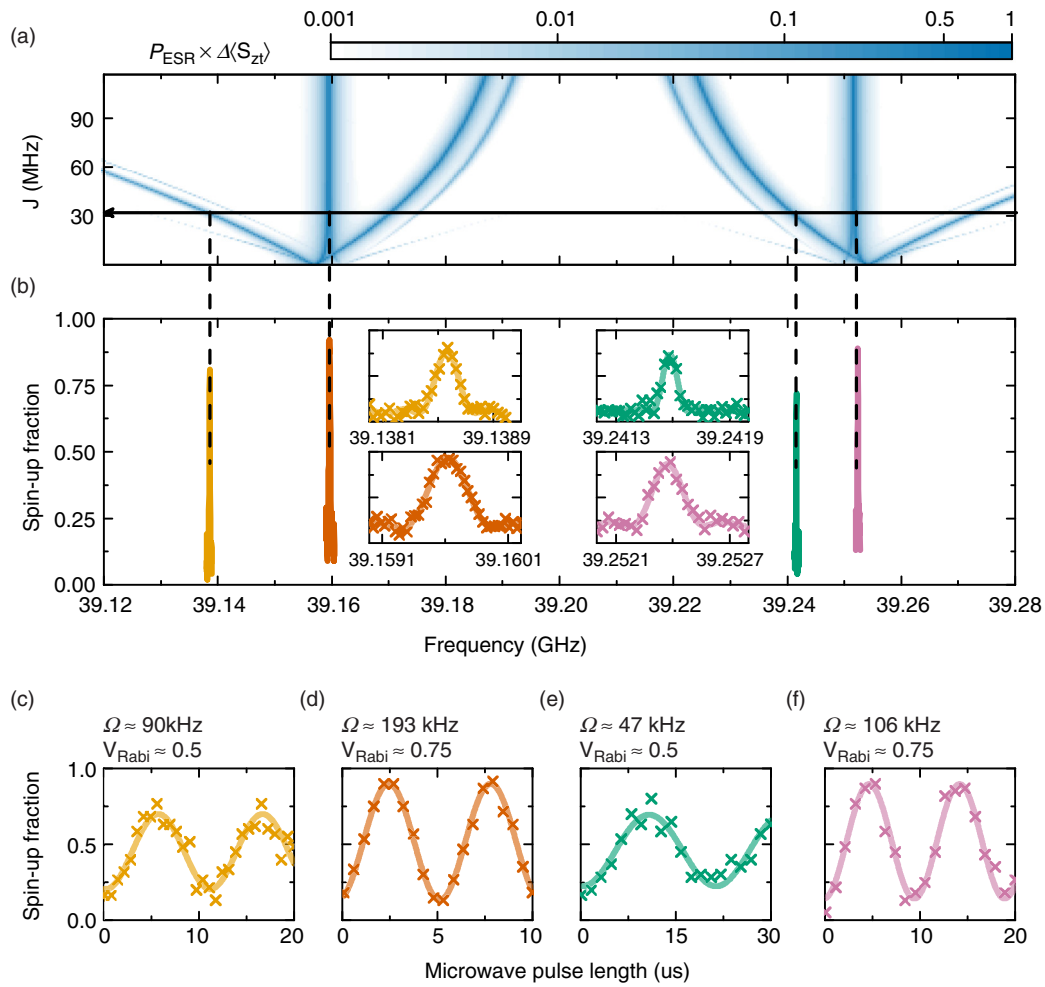 0.001 0.01 0.1 0.5 1
(a)
P_ESR × Δ⟨S_zt⟩
90
60
30
J (MHz)
(b)
1.00
0.75
0.50
0.25
0.00
Spin-up fraction
39.1381 39.1389
39.2413 39.2419
39.1591 39.1601
39.2521 39.2527
39.12 39.14 39.16 39.18 39.20 39.22 39.24 39.26 39.28
Frequency (GHz)
(c) (d) (e) (f)
Ω ≈ 90kHz
V_Rabi ≈ 0.5
Ω ≈ 193 kHz
V_Rabi ≈ 0.75
Ω ≈ 47 kHz
V_Rabi ≈ 0.5
Ω ≈ 106 kHz
V_Rabi ≈ 0.75
1.0
0.5
0.0
Spin-up fraction
0 10 20
0 5 10
0 15 30
0 10 20
Microwave pulse length (us)